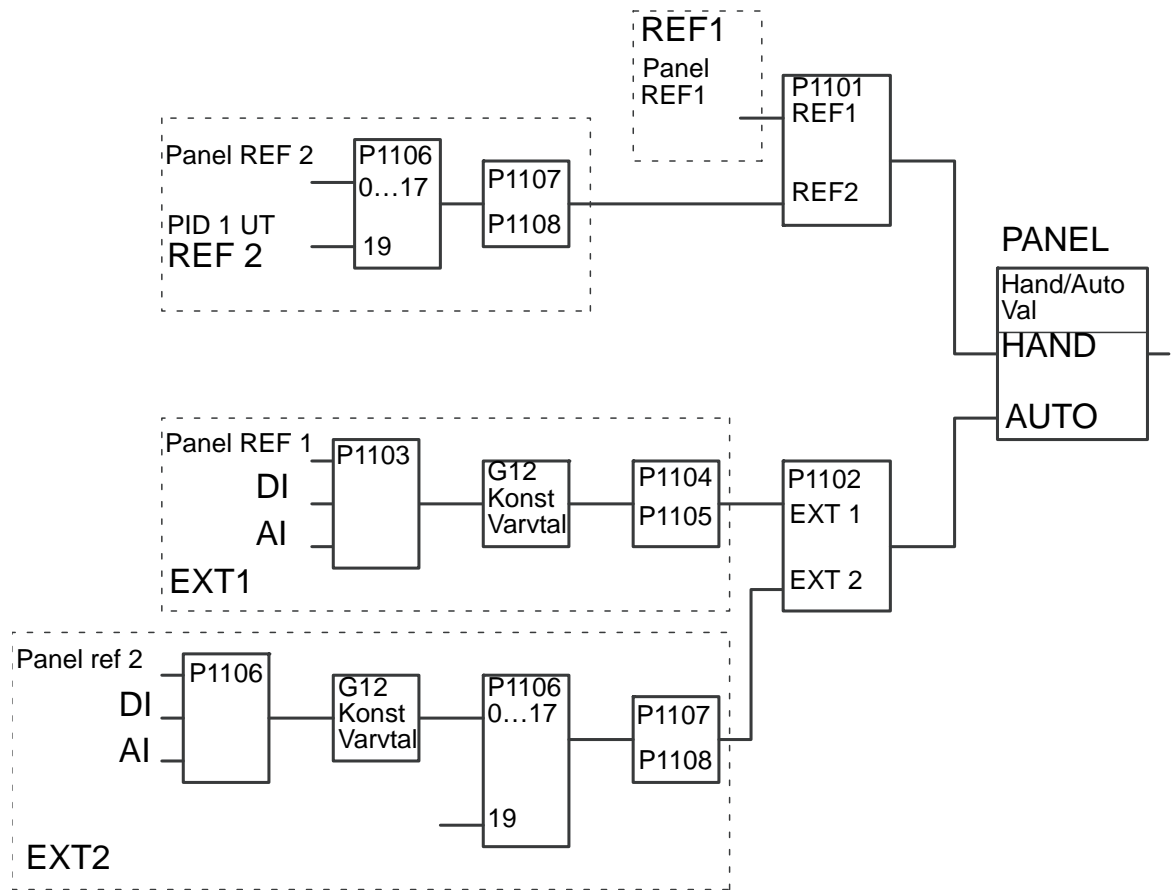 REF1
Panel
REF1
P1101
REF1
REF2
Panel REF 2
P1106
0…17
19
PID 1 UT
REF 2
P1107
P1108
PANEL
Hand/Auto
Val
HAND
AUTO
Panel REF 1
DI
AI
P1103
G12
Konst
Varvtal
P1104
P1105
EXT1
P1102
EXT 1
EXT 2
Panel ref 2
DI
AI
P1106
G12
Konst
Varvtal
P1106
0…17
19
P1107
P1108
EXT2